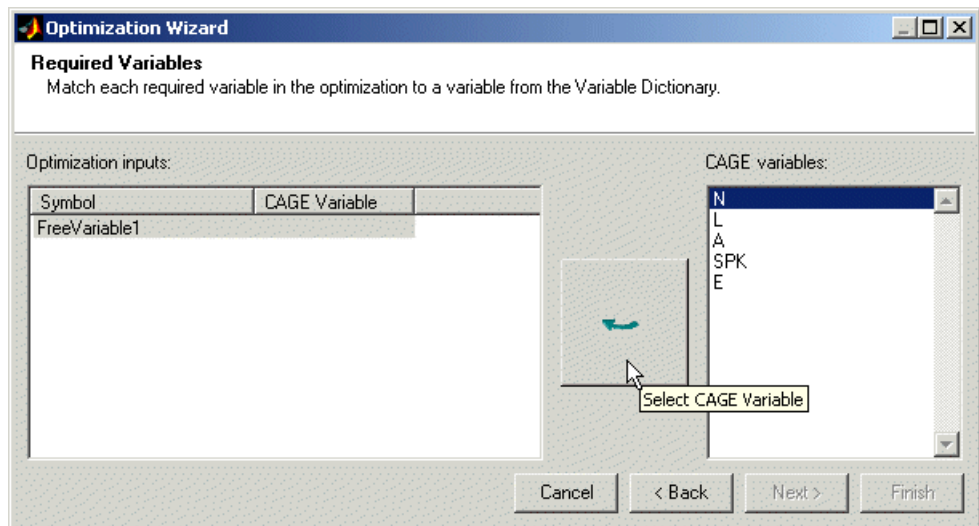 Optimization Wizard
Required Variables
Match each required variable in the optimization to a variable from the Variable Dictionary.
Optimization inputs:
CAGE variables:
Symbol CAGE Variable
FreeVariable1
N
L
A
SPK
E
Select CAGE Variable
Cancel < Back Next > Finish